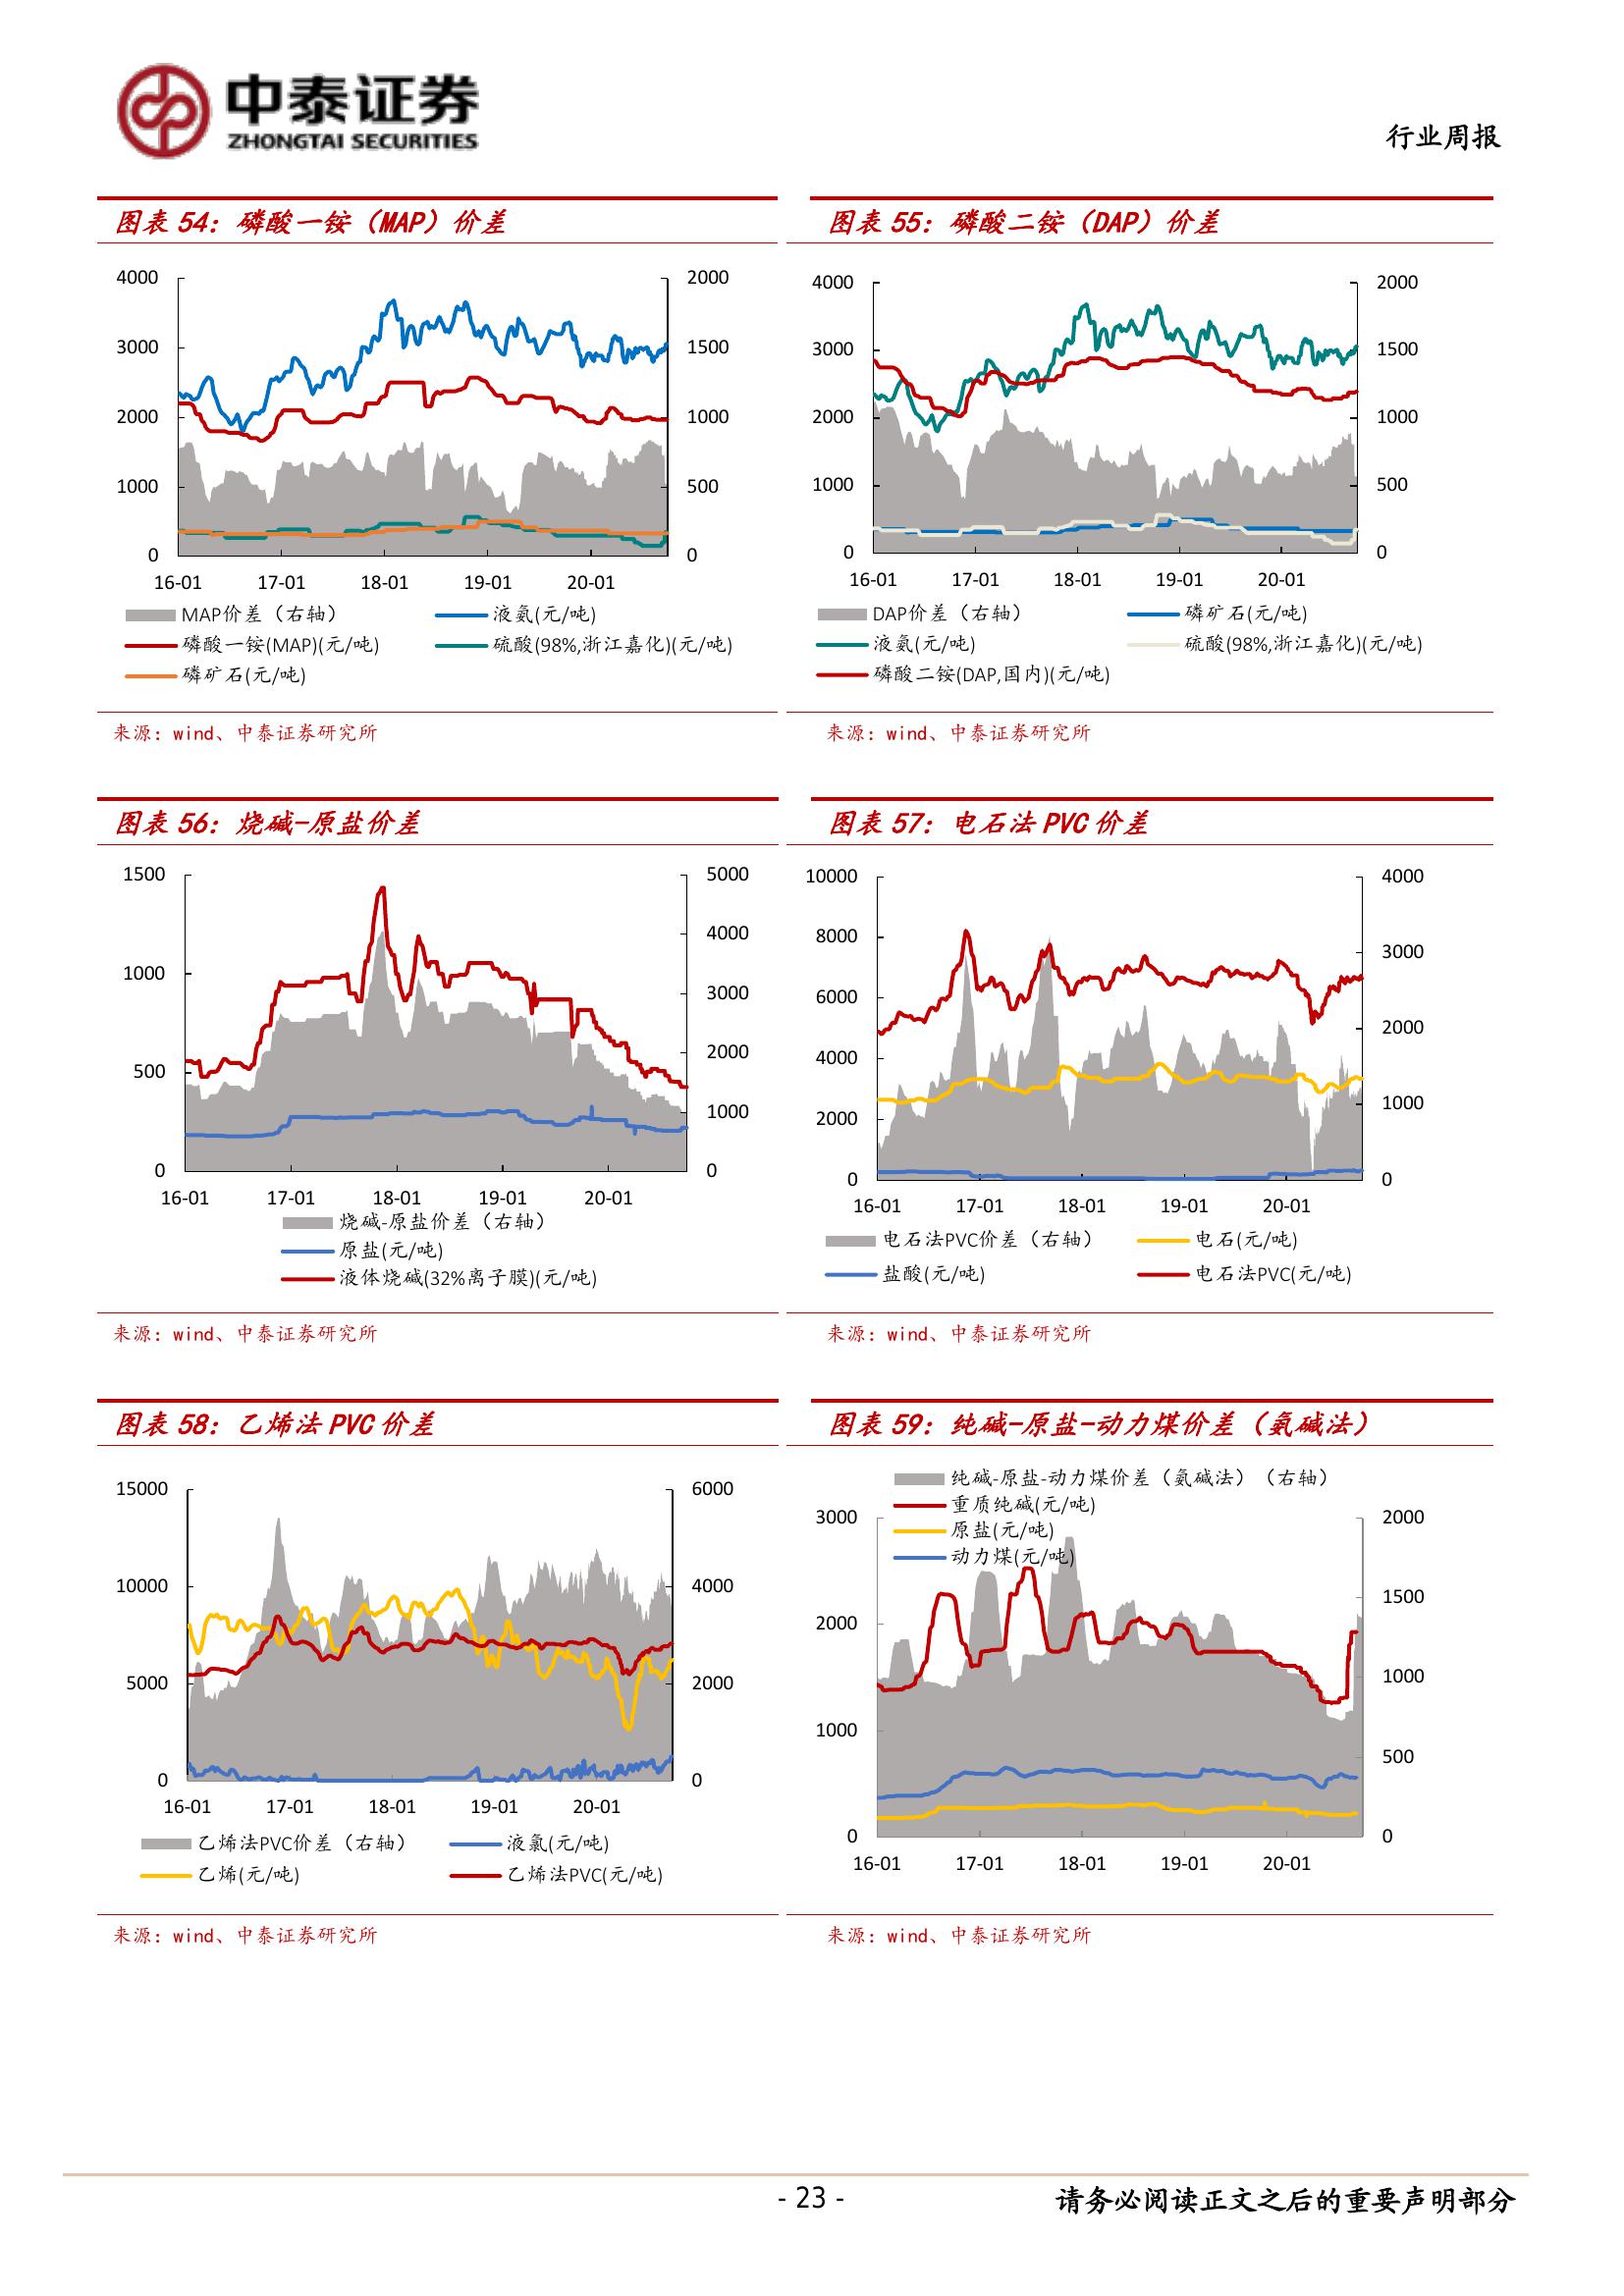 中泰证券
ZHONGTAI SECURITIES
行业周报
图表 54：磷酸一铵（MAP）价差
4000
3000
2000
1000
0
2000
1500
1000
500
0
16-01 17-01 18-01 19-01 20-01
MAP价差（右轴） 液氨(元/吨)
磷酸一铵(MAP)(元/吨) 硫酸(98%,浙江嘉化)(元/吨)
磷矿石(元/吨)
来源：wind、中泰证券研究所
图表 55：磷酸二铵（DAP）价差
4000
3000
2000
1000
0
2000
1500
1000
500
0
16-01 17-01 18-01 19-01 20-01
DAP价差（右轴） 磷矿石(元/吨)
液氨(元/吨) 硫酸(98%,浙江嘉化)(元/吨)
磷酸二铵(DAP,国内)(元/吨)
来源：wind、中泰证券研究所
图表 56：烧碱-原盐价差
1500
1000
500
0
5000
4000
3000
2000
1000
0
16-01 17-01 18-01 19-01 20-01
烧碱-原盐价差（右轴）
原盐(元/吨)
液体烧碱(32%离子膜)(元/吨)
来源：wind、中泰证券研究所
图表 57：电石法 PVC 价差
10000
8000
6000
4000
2000
0
4000
3000
2000
1000
0
16-01 17-01 18-01 19-01 20-01
电石法PVC价差（右轴） 电石(元/吨)
盐酸(元/吨) 电石法PVC(元/吨)
来源：wind、中泰证券研究所
图表 58：乙烯法 PVC 价差
15000
10000
5000
0
6000
4000
2000
0
16-01 17-01 18-01 19-01 20-01
乙烯法PVC价差（右轴） 液氯(元/吨)
乙烯(元/吨) 乙烯法PVC(元/吨)
来源：wind、中泰证券研究所
图表 59：纯碱-原盐-动力煤价差（氨碱法）
纯碱-原盐-动力煤价差（氨碱法）（右轴）
重质纯碱(元/吨)
原盐(元/吨)
动力煤(元/吨)
3000
2000
1000
0
2000
1500
1000
500
0
16-01 17-01 18-01 19-01 20-01
来源：wind、中泰证券研究所
- 23 -
请务必阅读正文之后的重要声明部分